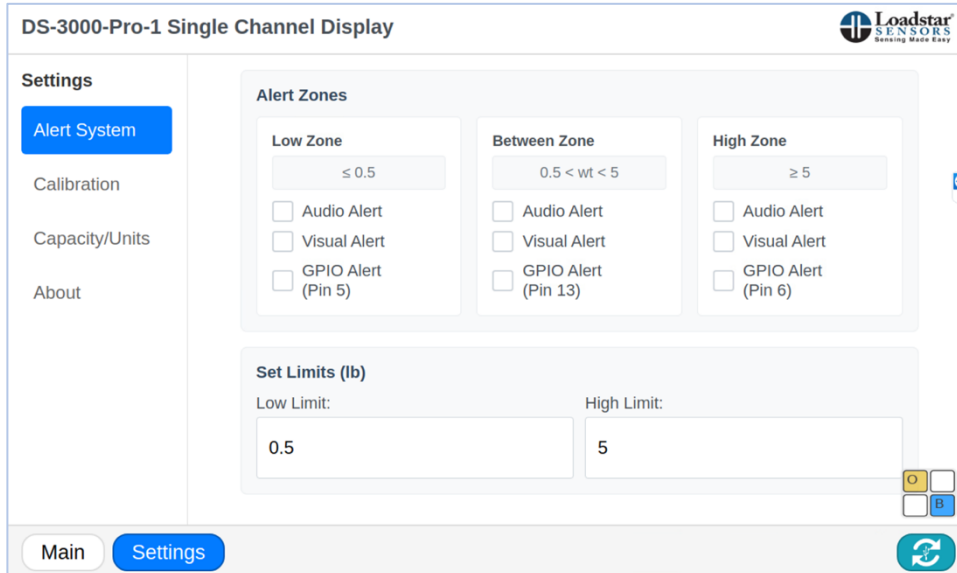 DS-3000-Pro-1 Single Channel Display
Loadstar
SENSORS
Sensing Made Easy
Settings
Alert System
Calibration
Capacity/Units
About
Alert Zones
Low Zone
≤ 0.5
Audio Alert
Visual Alert
GPIO Alert
(Pin 5)
Between Zone
0.5 < wt < 5
Audio Alert
Visual Alert
GPIO Alert
(Pin 13)
High Zone
≥ 5
Audio Alert
Visual Alert
GPIO Alert
(Pin 6)
Set Limits (lb)
Low Limit:
0.5
High Limit:
5
O
B
Main
Settings